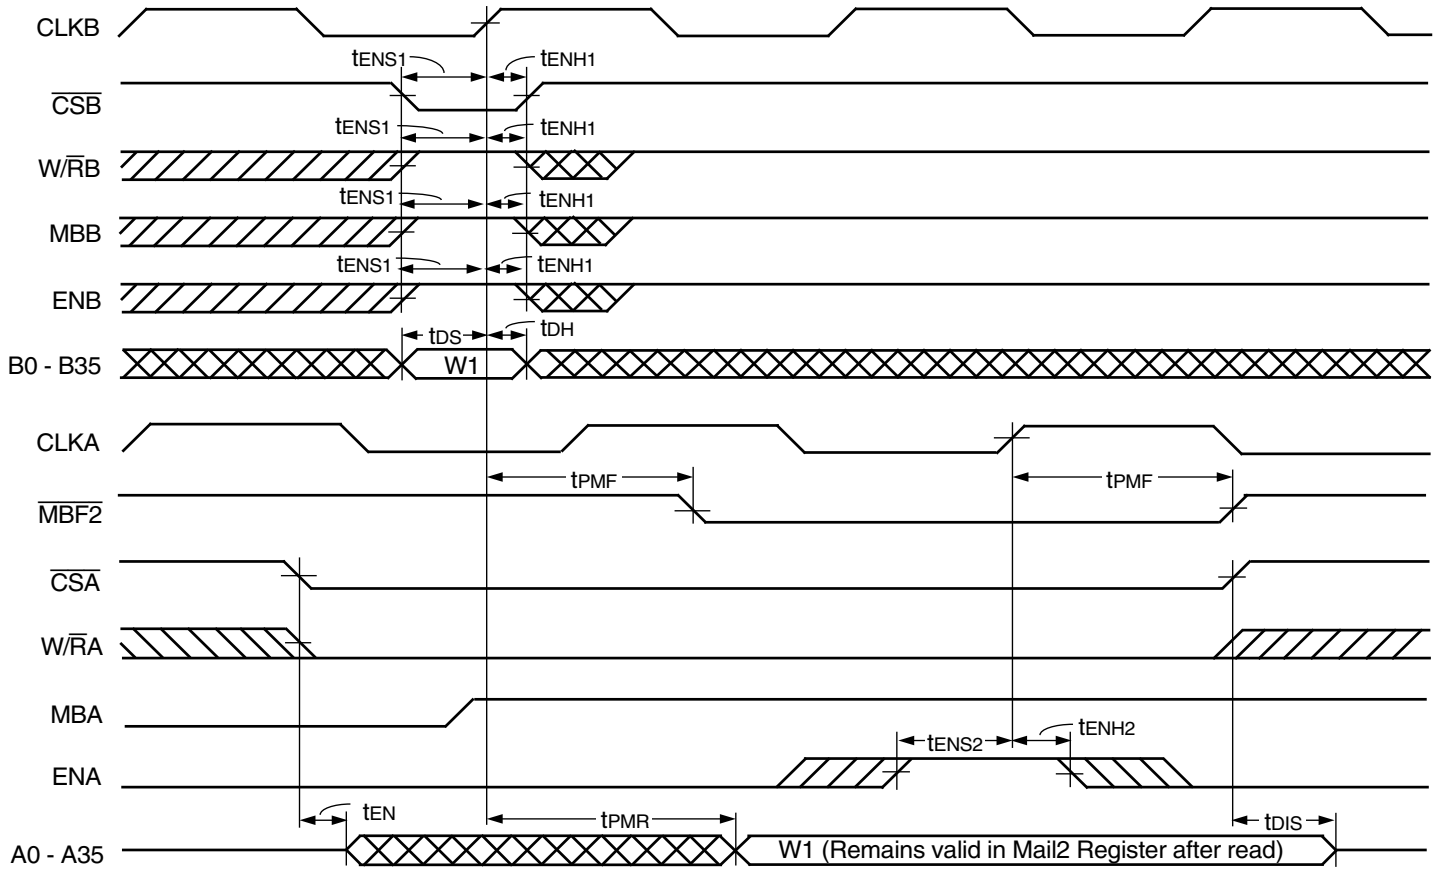 CLKB
tENS1 tENH1
CSB
tENS1 tENH1
W/RB
tENS1 tENH1
MBB
tENS1 tENH1
ENB
tDS tDH
B0 - B35 W1
CLKA
tPMF tPMF
MBF2
CSA
W/RA
MBA
tENS2 tENH2
ENA
tEN tPMR tDIS
A0 - A35 W1 (Remains valid in Mail2 Register after read)